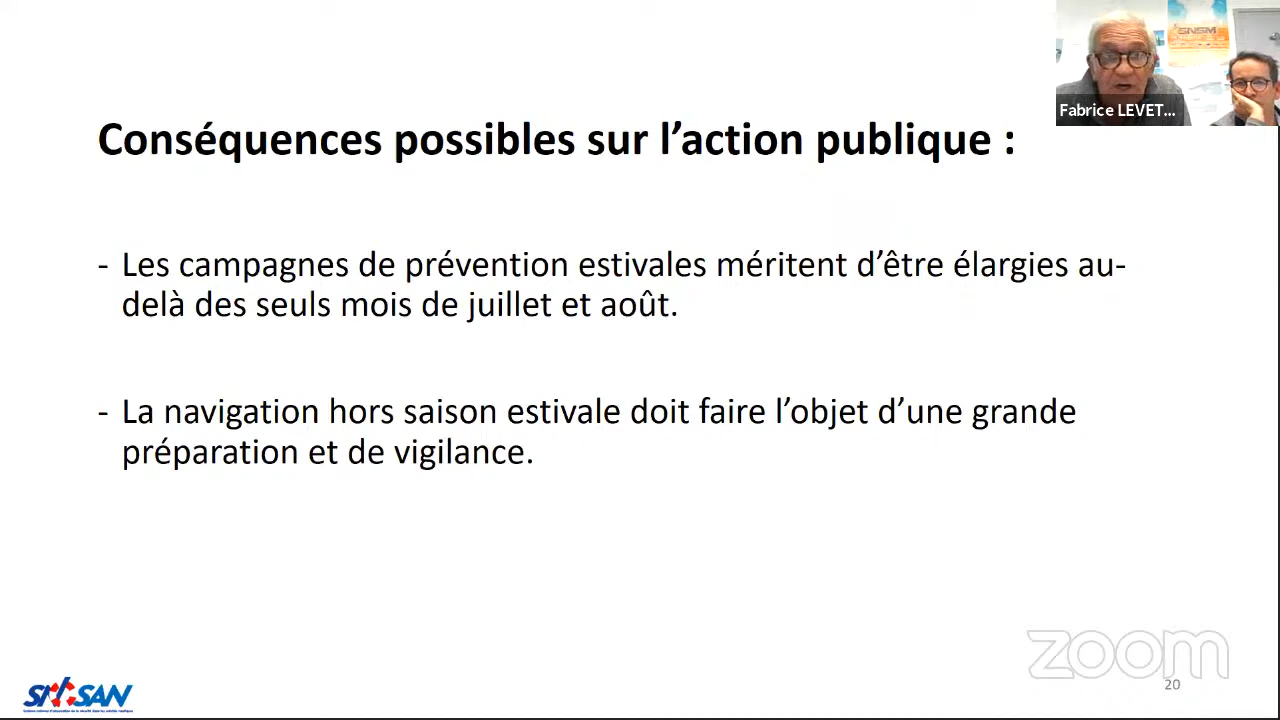 SNSM
Fabrice LEVET...
Conséquences possibles sur l’action publique :
- Les campagnes de prévention estivales méritent d’être élargies au-
delà des seuls mois de juillet et août.
- La navigation hors saison estivale doit faire l’objet d’une grande
préparation et de vigilance.
zoom
20
SNOSAN